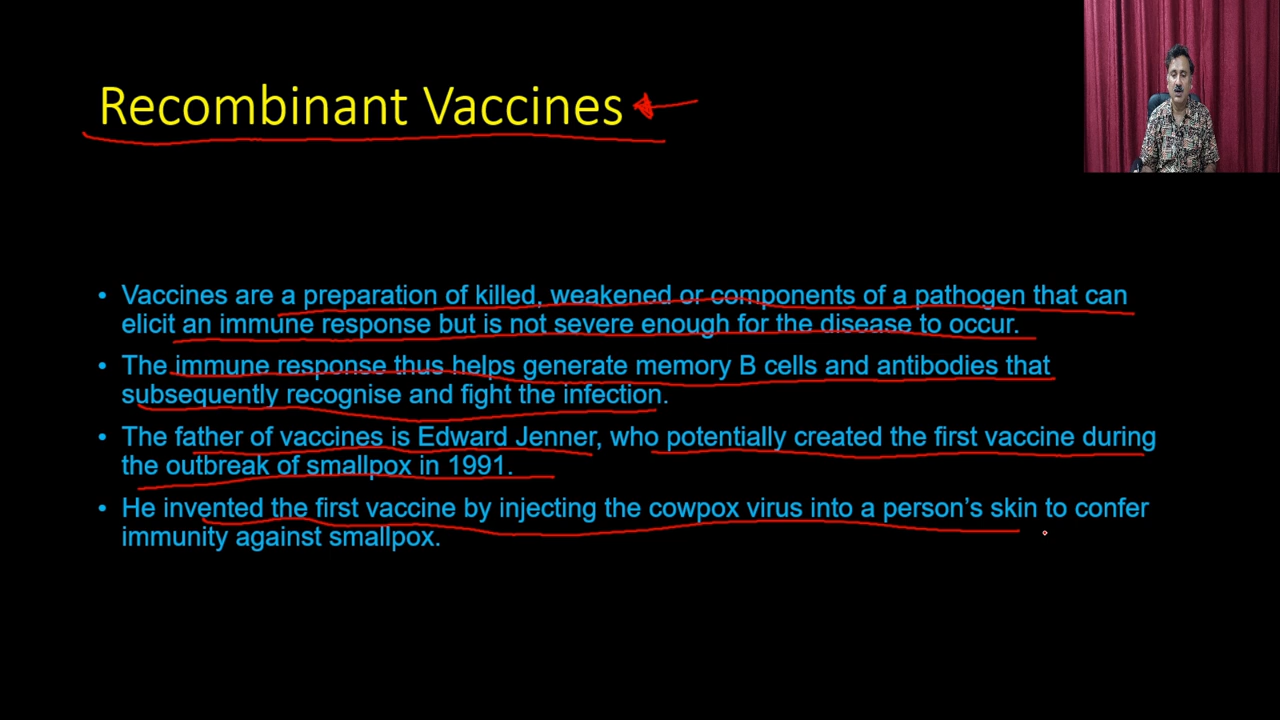 Recombinant Vaccines
• Vaccines are a preparation of killed, weakened or components of a pathogen that can
elicit an immune response but is not severe enough for the disease to occur.
• The immune response thus helps generate memory B cells and antibodies that
subsequently recognise and fight the infection.
• The father of vaccines is Edward Jenner, who potentially created the first vaccine during
the outbreak of smallpox in 1991.
• He invented the first vaccine by injecting the cowpox virus into a person’s skin to confer
immunity against smallpox.